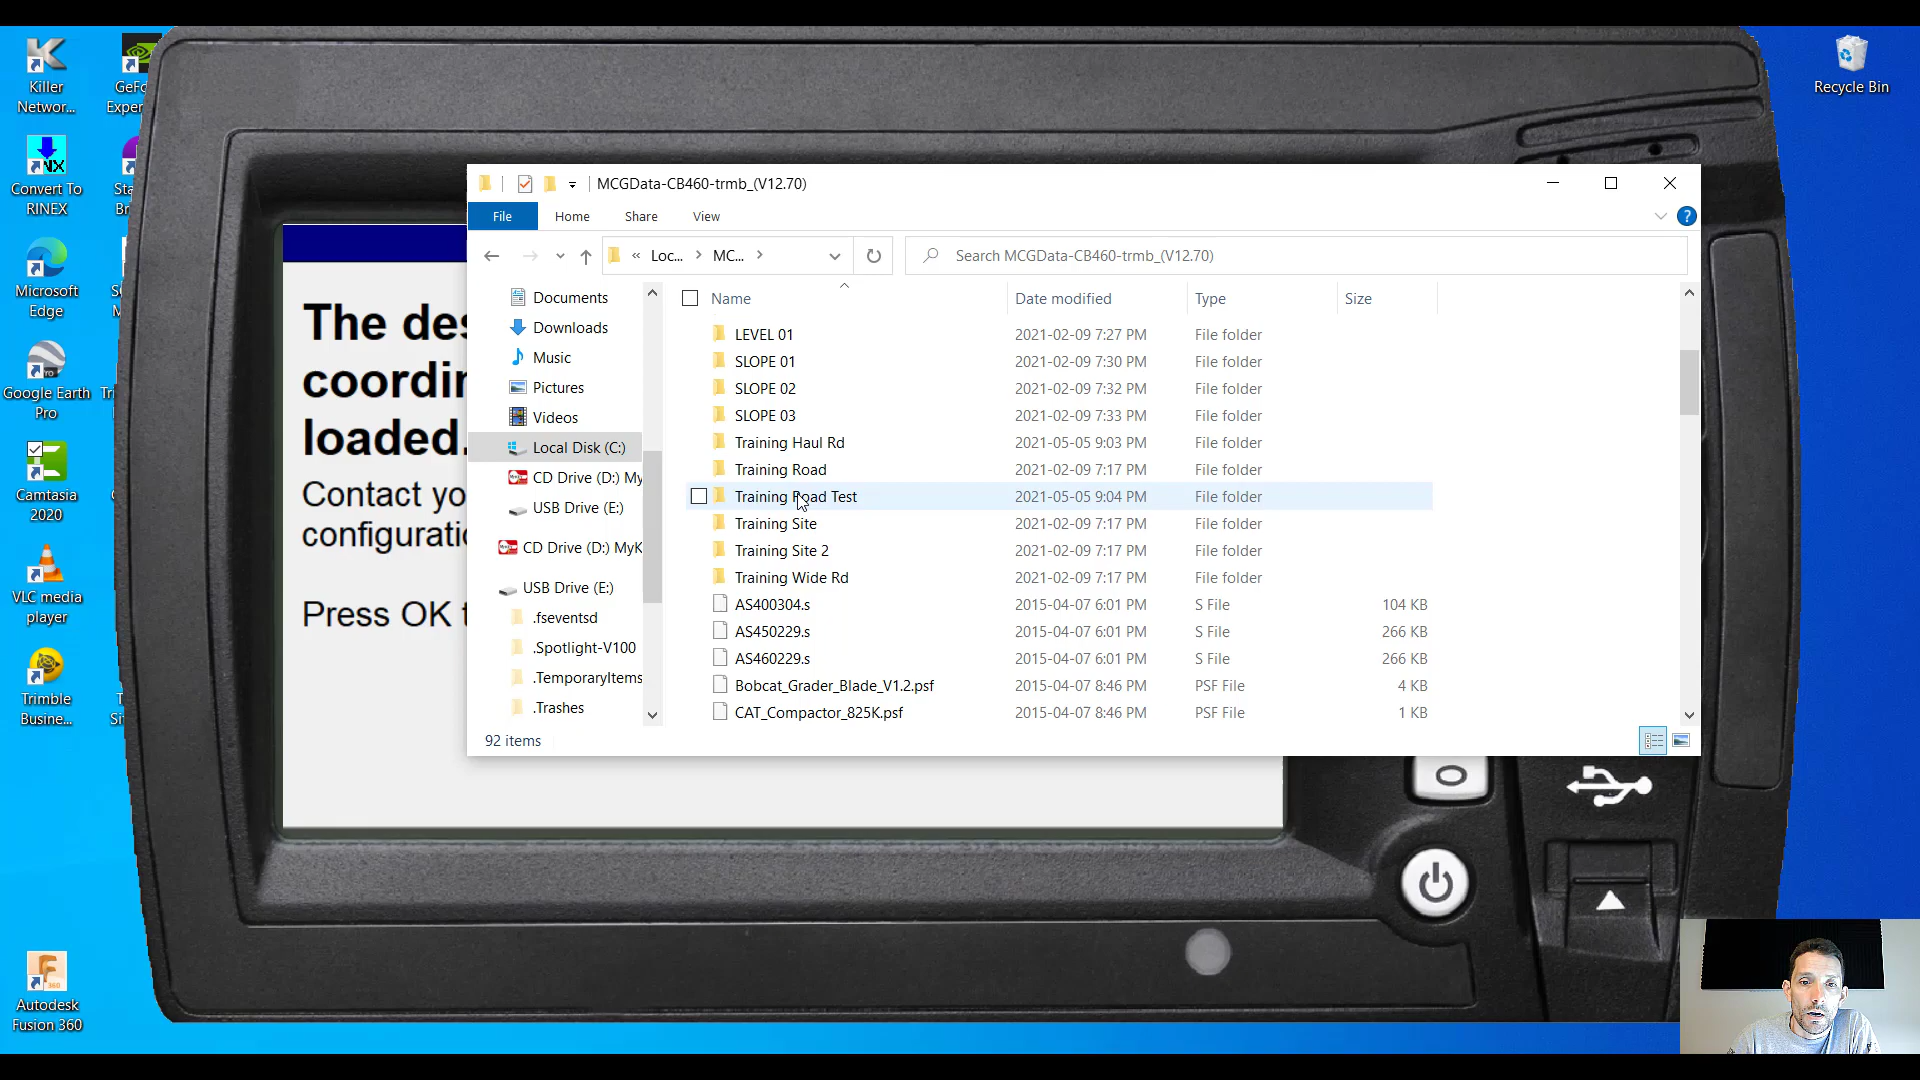 Killer
Networ...
GeFo
Exper
Convert To
RINEX
Sta
Br
Microsoft
Edge
Google Earth
Pro
Camtasia
2020
VLC media
player
Trimble
Busine...
Autodesk
Fusion 360
Recycle Bin
The des
coordin
loaded.
Contact yo
configuratio
Press OK t
MCGData-CB460-trmb_(V12.70)
File Home Share View
« Loc... > MC... >
Search MCGData-CB460-trmb_(V12.70)
Documents
Downloads
Music
Pictures
Videos
Local Disk (C:)
CD Drive (D:) My
USB Drive (E:)
CD Drive (D:) MyK
USB Drive (E:)
.fseventsd
.Spotlight-V100
.TemporaryItems
.Trashes
Name Date modified Type Size
LEVEL 01 2021-02-09 7:27 PM File folder
SLOPE 01 2021-02-09 7:30 PM File folder
SLOPE 02 2021-02-09 7:32 PM File folder
SLOPE 03 2021-02-09 7:33 PM File folder
Training Haul Rd 2021-05-05 9:03 PM File folder
Training Road 2021-02-09 7:17 PM File folder
Training Road Test 2021-05-05 9:04 PM File folder
Training Site 2021-02-09 7:17 PM File folder
Training Site 2 2021-02-09 7:17 PM File folder
Training Wide Rd 2021-02-09 7:17 PM File folder
AS400304.s 2015-04-07 6:01 PM S File 104 KB
AS450229.s 2015-04-07 6:01 PM S File 266 KB
AS460229.s 2015-04-07 6:01 PM S File 266 KB
Bobcat_Grader_Blade_V1.2.psf 2015-04-07 8:46 PM PSF File 4 KB
CAT_Compactor_825K.psf 2015-04-07 8:46 PM PSF File 1 KB
92 items